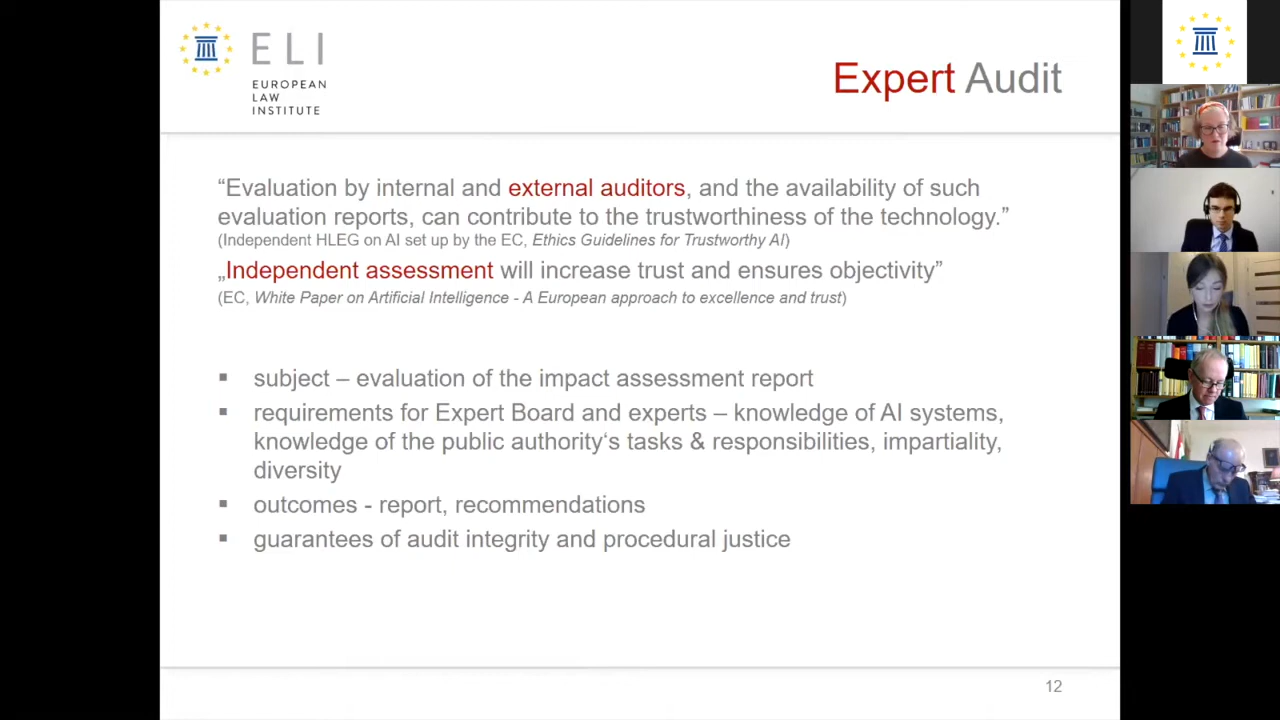 ELI
EUROPEAN
LAW
INSTITUTE
Expert Audit
“Evaluation by internal and external auditors, and the availability of such
evaluation reports, can contribute to the trustworthiness of the technology.”
(Independent HLEG on AI set up by the EC, Ethics Guidelines for Trustworthy AI)
„Independent assessment will increase trust and ensures objectivity”
(EC, White Paper on Artificial Intelligence - A European approach to excellence and trust)
▪ subject – evaluation of the impact assessment report
▪ requirements for Expert Board and experts – knowledge of AI systems,
knowledge of the public authority‘s tasks & responsibilities, impartiality,
diversity
▪ outcomes - report, recommendations
▪ guarantees of audit integrity and procedural justice
12